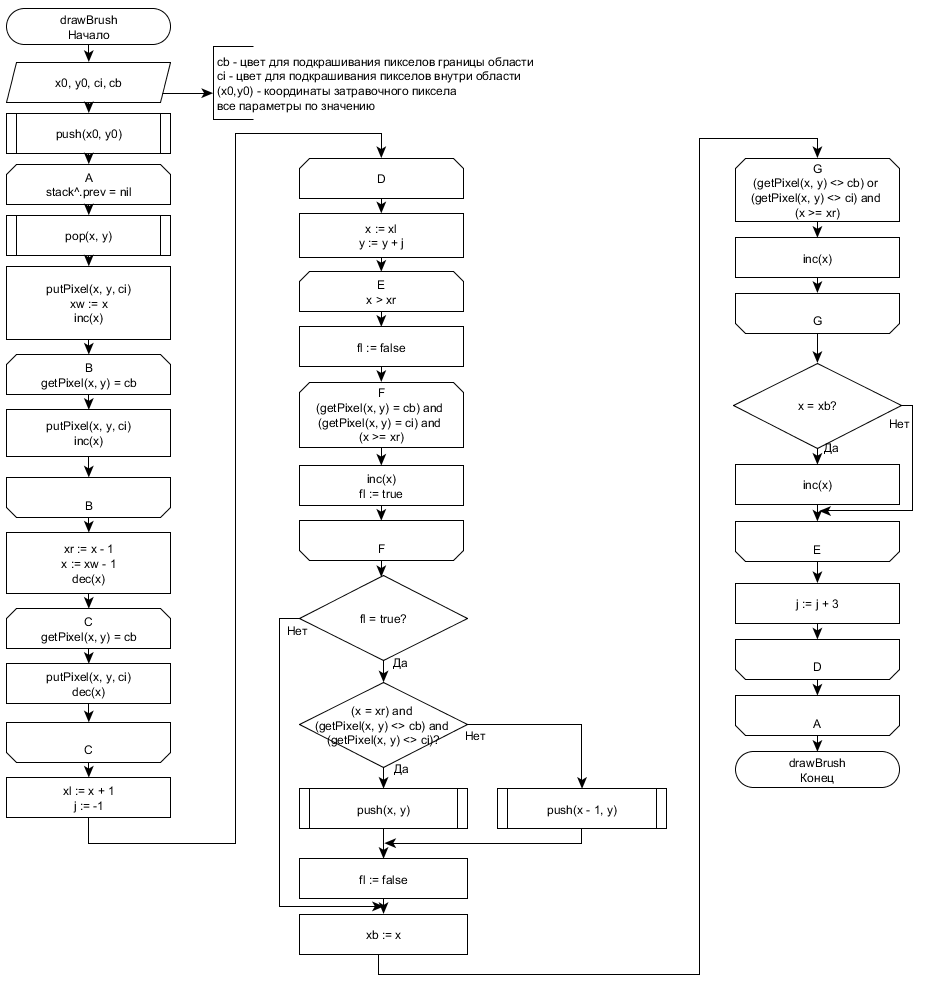 drawBrush
Начало
x0, y0, ci, cb
cb - цвет для подкрашивания пикселов границы области
ci - цвет для подкрашивания пикселов внутри области
(x0,y0) - координаты затравочного пиксела
все параметры по значению
push(x0, y0)
A
stack^.prev = nil
pop(x, y)
putPixel(x, y, ci)
xw := x
inc(x)
B
getPixel(x, y) = cb
putPixel(x, y, ci)
inc(x)
B
xr := x - 1
x := xw - 1
dec(x)
C
getPixel(x, y) = cb
putPixel(x, y, ci)
dec(x)
C
xl := x + 1
j := -1
D
x := xl
y := y + j
E
x > xr
fl := false
F
(getPixel(x, y) = cb) and
(getPixel(x, y) = ci) and
(x >= xr)
inc(x)
fl := true
F
fl = true?
Нет
Да
(x = xr) and
(getPixel(x, y) <> cb) and
(getPixel(x, y) <> ci)?
Нет
Да
push(x, y)
push(x - 1, y)
fl := false
xb := x
G
(getPixel(x, y) <> cb) or
(getPixel(x, y) <> ci) and
(x >= xr)
inc(x)
G
x = xb?
Нет
Да
inc(x)
E
j := j + 3
D
A
drawBrush
Конец